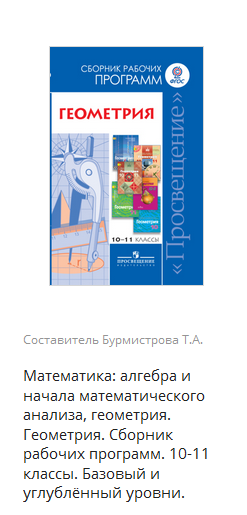 СБОРНИК РАБОЧИХ
ПРОГРАММ
ФГОС
ГЕОМЕТРИЯ
«Просвещение»
10–11 КЛАССЫ
ПРОСВЕЩЕНИЕ
Составитель Бурмистрова Т.А.
Математика: алгебра и
начала математического
анализа, геометрия.
Геометрия. Сборник
рабочих программ. 10-11
классы. Базовый и
углублённый уровни.